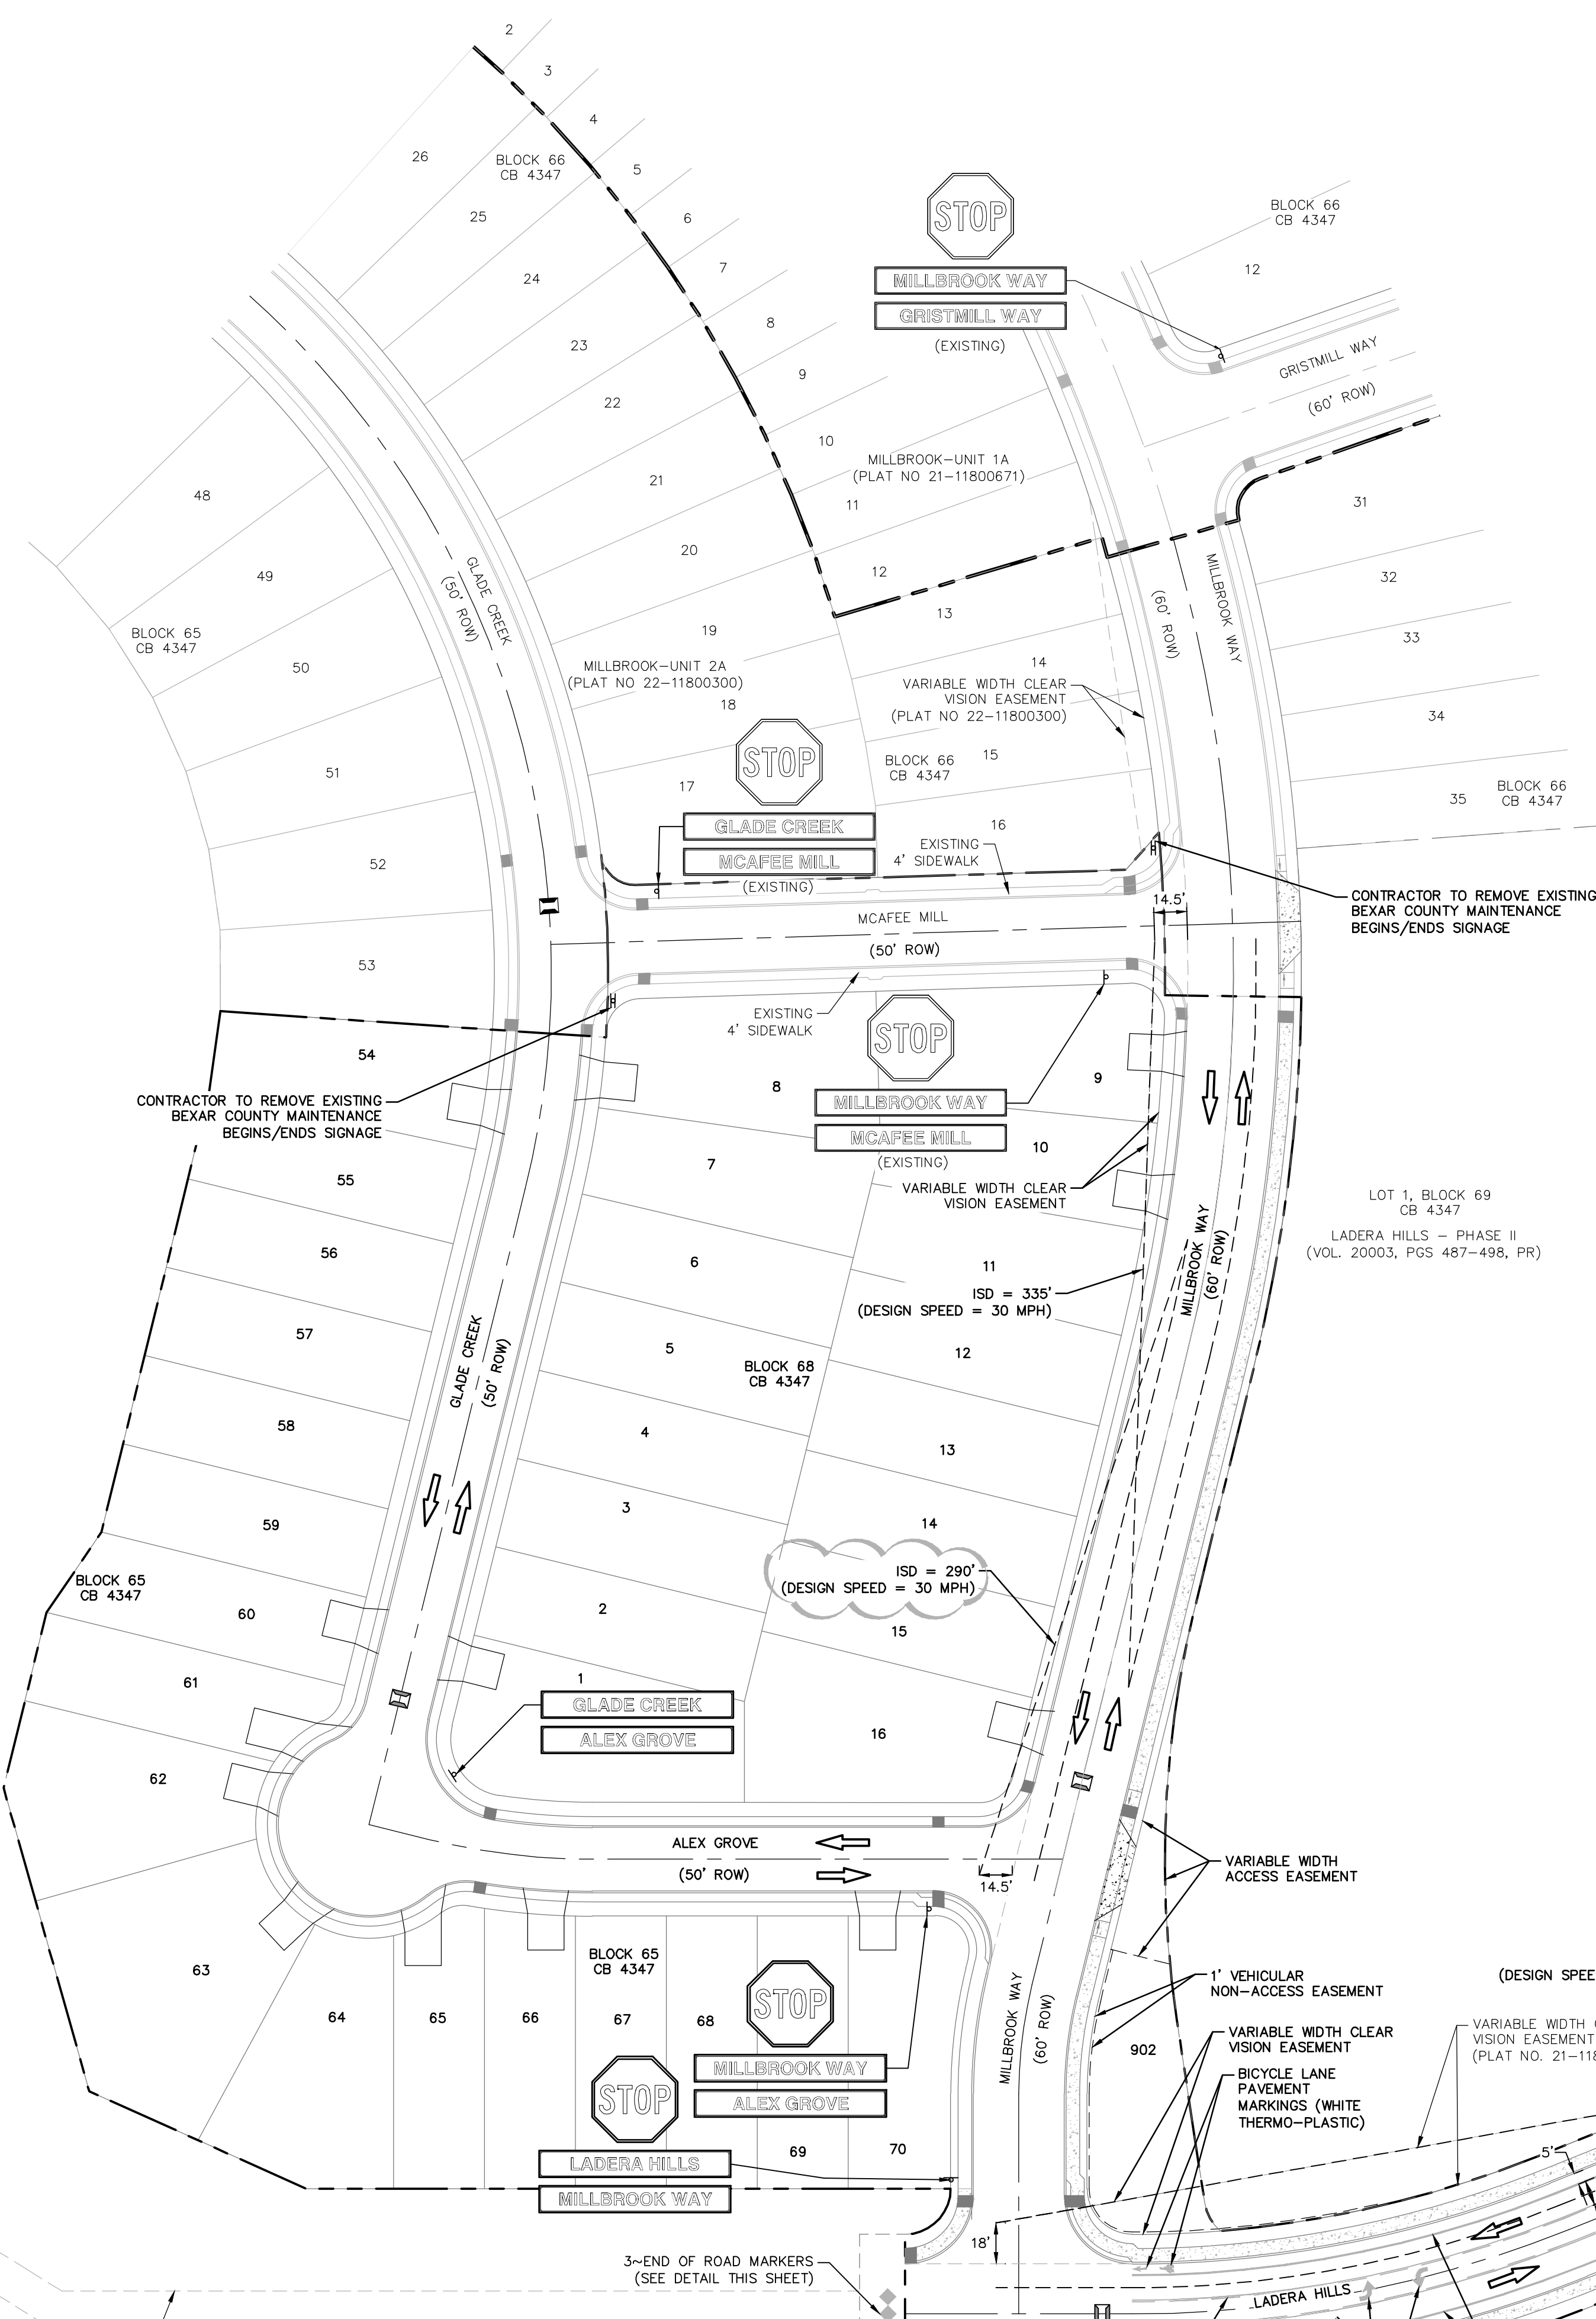 2
3
4
26
BLOCK 66
CB 4347
5
25
6
24
7
8
23
9
22
10
21
11
20
12
19
13
STOP
MILLBROOK WAY
GRISTMILL WAY
(EXISTING)
BLOCK 66
CB 4347
12
GRISTMILL WAY
(60' ROW)
MILLBROOK-UNIT 1A
(PLAT NO 21-11800671)
31
32
33
34
35
BLOCK 66
CB 4347
48
49
BLOCK 65
CB 4347
50
51
52
53
GLADE CREEK
(50' ROW)
MILLBROOK-UNIT 2A
(PLAT NO 22-11800300)
18
17
14
VARIABLE WIDTH CLEAR
VISION EASEMENT
(PLAT NO 22-11800300)
(60' ROW)
MILLBROOK WAY
BLOCK 66
CB 4347
15
16
STOP
GLADE CREEK
MCAFEE MILL
(EXISTING)
EXISTING
4' SIDEWALK
14.5'
MCAFEE MILL
(50' ROW)
CONTRACTOR TO REMOVE EXISTING
BEXAR COUNTY MAINTENANCE
BEGINS/ENDS SIGNAGE
EXISTING
4' SIDEWALK
STOP
MILLBROOK WAY
MCAFEE MILL
(EXISTING)
54
CONTRACTOR TO REMOVE EXISTING
BEXAR COUNTY MAINTENANCE
BEGINS/ENDS SIGNAGE
8
9
7
10
VARIABLE WIDTH CLEAR
VISION EASEMENT
55
56
57
58
59
6
5
4
3
2
1
11
ISD = 335'
(DESIGN SPEED = 30 MPH)
12
BLOCK 68
CB 4347
13
14
ISD = 290'
(DESIGN SPEED = 30 MPH)
15
16
GLADE CREEK
(50' ROW)
MILLBROOK WAY
(60' ROW)
LOT 1, BLOCK 69
CB 4347
LADERA HILLS - PHASE II
(VOL. 20003, PGS 487-498, PR)
BLOCK 65
CB 4347
60
61
62
63
GLADE CREEK
ALEX GROVE
ALEX GROVE
(50' ROW)
14.5'
VARIABLE WIDTH
ACCESS EASEMENT
BLOCK 65
CB 4347
64
65
66
67
68
69
70
STOP
MILLBROOK WAY
ALEX GROVE
STOP
LADERA HILLS
MILLBROOK WAY
MILLBROOK WAY
(60' ROW)
1' VEHICULAR
NON-ACCESS EASEMENT
VARIABLE WIDTH CLEAR
VISION EASEMENT
902
BICYCLE LANE
PAVEMENT
MARKINGS (WHITE
THERMO-PLASTIC)
(DESIGN SPEE
VARIABLE WIDTH
VISION EASEMENT
(PLAT NO. 21-118
5'
18'
3~END OF ROAD MARKERS
(SEE DETAIL THIS SHEET)
LADERA HILLS